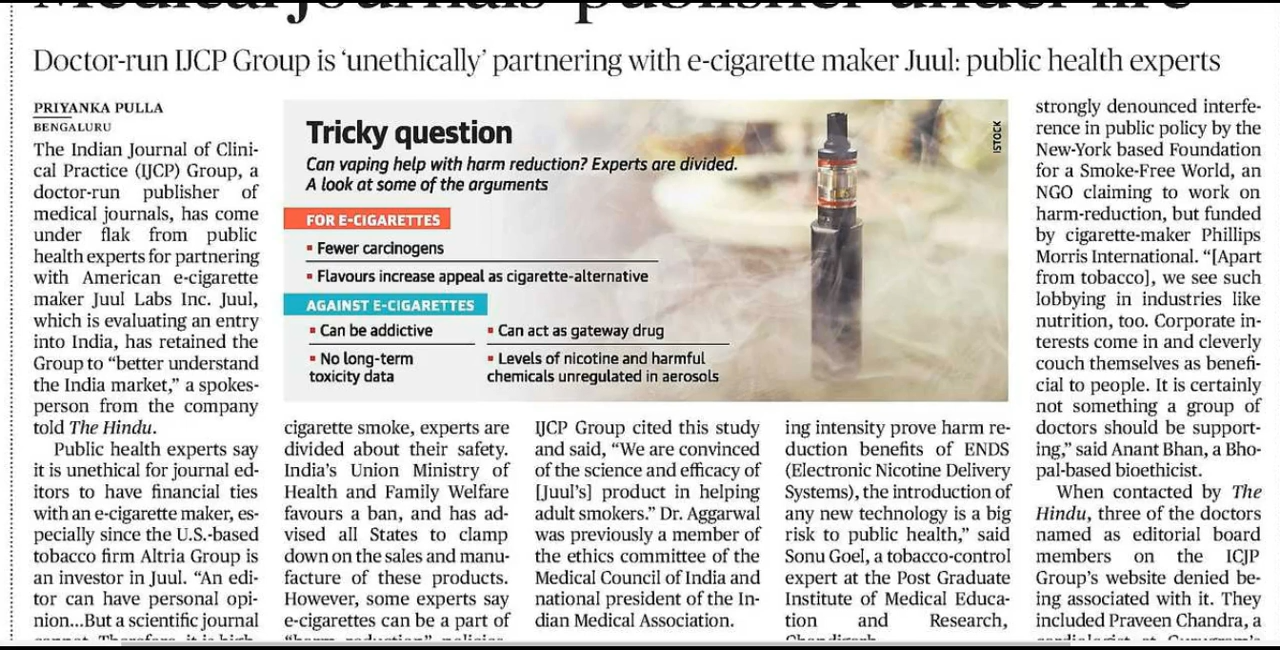 Medical journals' publisher under fire
Doctor-run IJCP Group is ‘unethically’ partnering with e-cigarette maker Juul: public health experts
PRIYANKA PULLA
BENGALURU
The Indian Journal of Clini-
cal Practice (IJCP) Group, a
doctor-run publisher of
medical journals, has come
under flak from public
health experts for partnering
with American e-cigarette
maker Juul Labs Inc. Juul,
which is evaluating an entry
into India, has retained the
Group to “better understand
the India market,” a spokes-
person from the company
told The Hindu.
Public health experts say
it is unethical for journal ed-
itors to have financial ties
with an e-cigarette maker, es-
pecially since the U.S.-based
tobacco firm Altria Group is
an investor in Juul. “An edi-
tor can have personal opi-
nion...But a scientific journal
cannot. Therefore, it is high-
Tricky question
Can vaping help with harm reduction? Experts are divided.
A look at some of the arguments
FOR E-CIGARETTES
Fewer carcinogens
Flavours increase appeal as cigarette-alternative
AGAINST E-CIGARETTES
Can be addictive
No long-term
toxicity data
Can act as gateway drug
Levels of nicotine and harmful
chemicals unregulated in aerosols
ISTOCK
cigarette smoke, experts are
divided about their safety.
India’s Union Ministry of
Health and Family Welfare
favours a ban, and has ad-
vised all States to clamp
down on the sales and manu-
facture of these products.
However, some experts say
e-cigarettes can be a part of
“harm reduction” policies,
IJCP Group cited this study
and said, “We are convinced
of the science and efficacy of
[Juul’s] product in helping
adult smokers.” Dr. Aggarwal
was previously a member of
the ethics committee of the
Medical Council of India and
national president of the In-
dian Medical Association.
ing intensity prove harm re-
duction benefits of ENDS
(Electronic Nicotine Delivery
Systems), the introduction of
any new technology is a big
risk to public health,” said
Sonu Goel, a tobacco-control
expert at the Post Graduate
Institute of Medical Educa-
tion and Research,
Chandigarh.
strongly denounced interfe-
rence in public policy by the
New-York based Foundation
for a Smoke-Free World, an
NGO claiming to work on
harm-reduction, but funded
by cigarette-maker Phillips
Morris International. “[Apart
from tobacco], we see such
lobbying in industries like
nutrition, too. Corporate in-
terests come in and cleverly
couch themselves as benefi-
cial to people. It is certainly
not something a group of
doctors should be support-
ing,” said Anant Bhan, a Bho-
pal-based bioethicist.
When contacted by The
Hindu, three of the doctors
named as editorial board
members on the ICJP
Group’s website denied be-
ing associated with it. They
included Praveen Chandra, a
cardiologist at Gurugram’s